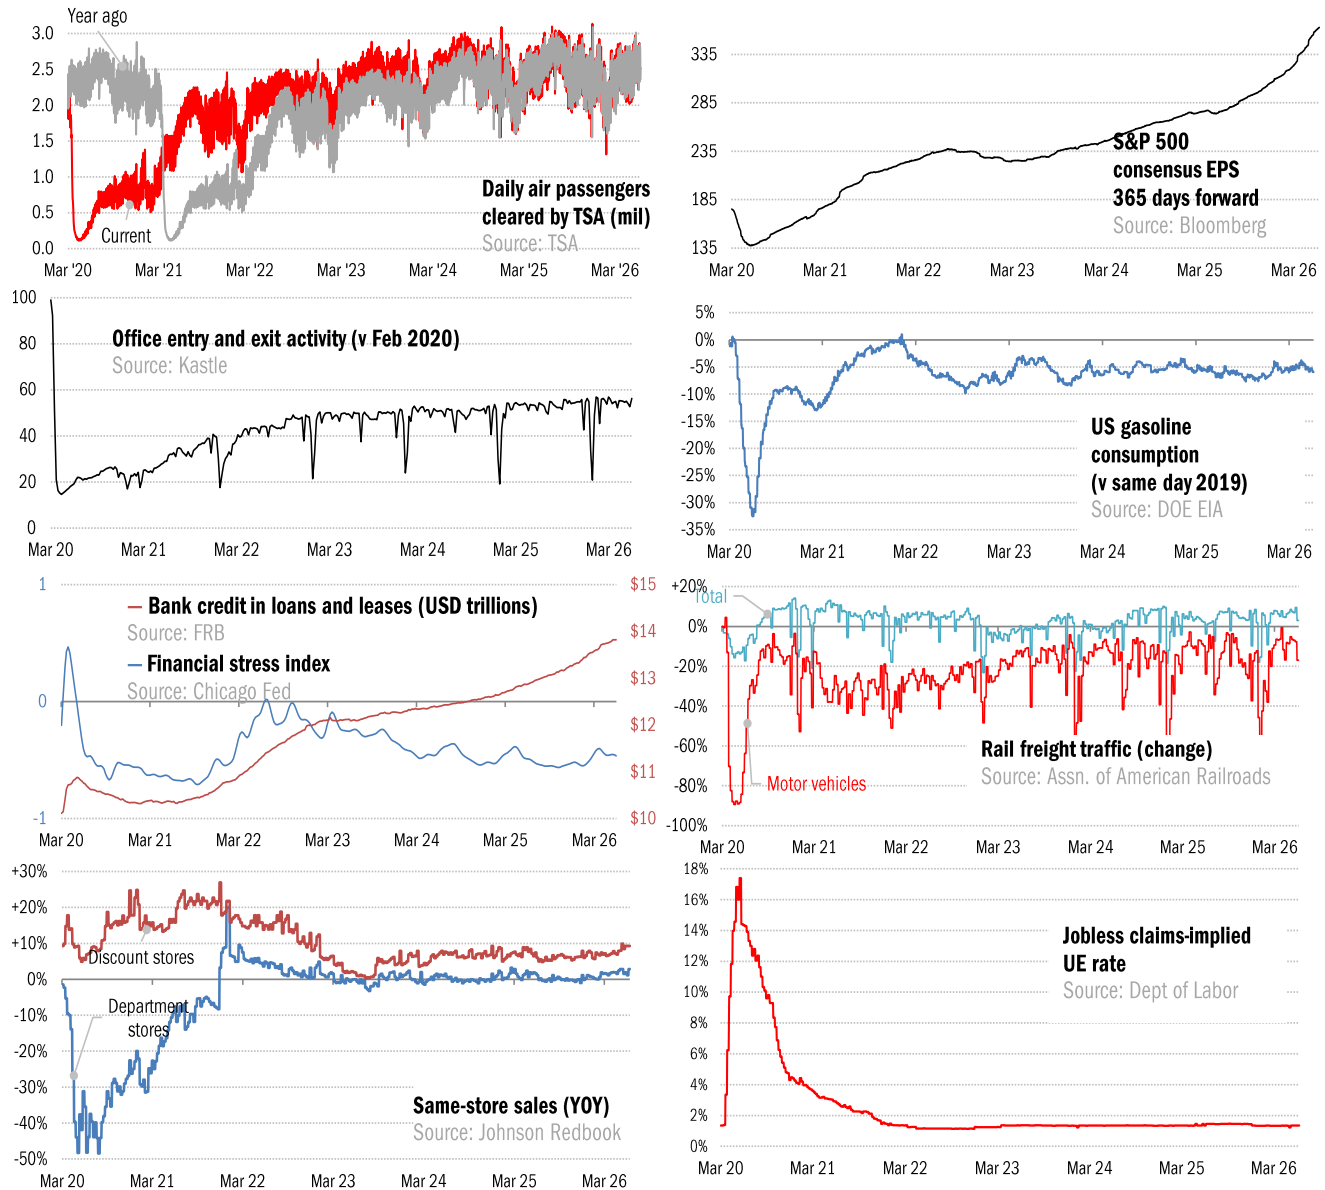 Year ago
3.0
2.5
2.0
1.5
1.0
0.5
0.0
Current
Daily air passengers
cleared by TSA (mil)
Source: TSA
Mar '20
Mar '21
Mar '22
Mar '23
Mar '24
Mar '25
Mar '26
335
285
235
185
135
S&P 500
consensus EPS
365 days forward
Source: Bloomberg
Mar 20
Mar 21
Mar 22
Mar 23
Mar 24
Mar 25
Mar 26
100
80
60
40
20
0
Office entry and exit activity (v Feb 2020)
Source: Kastle
Mar 20
Mar 21
Mar 22
Mar 23
Mar 24
Mar 25
Mar 26
5%
0%
-5%
-10%
-15%
-20%
-25%
-30%
-35%
US gasoline
consumption
(v same day 2019)
Source: DOE EIA
Mar 20
Mar 21
Mar 22
Mar 23
Mar 24
Mar 25
Mar 26
1
0
-1
Bank credit in loans and leases (USD trillions)
Source: FRB
Financial stress index
Source: Chicago Fed
$15
$14
$13
$12
$11
$10
Mar 20
Mar 21
Mar 22
Mar 23
Mar 24
Mar 25
Mar 26
+20%
0%
-20%
-40%
-60%
-80%
-100%
Total
Motor vehicles
Rail freight traffic (change)
Source: Assn. of American Railroads
Mar 20
Mar 21
Mar 22
Mar 23
Mar 24
Mar 25
Mar 26
+30%
+20%
+10%
0%
-10%
-20%
-30%
-40%
-50%
Discount stores
Department
stores
Same-store sales (YOY)
Source: Johnson Redbook
Mar 20
Mar 21
Mar 22
Mar 23
Mar 24
Mar 25
Mar 26
18%
16%
14%
12%
10%
8%
6%
4%
2%
0%
Jobless claims-implied
UE rate
Source: Dept of Labor
Mar 20
Mar 21
Mar 22
Mar 23
Mar 24
Mar 25
Mar 26